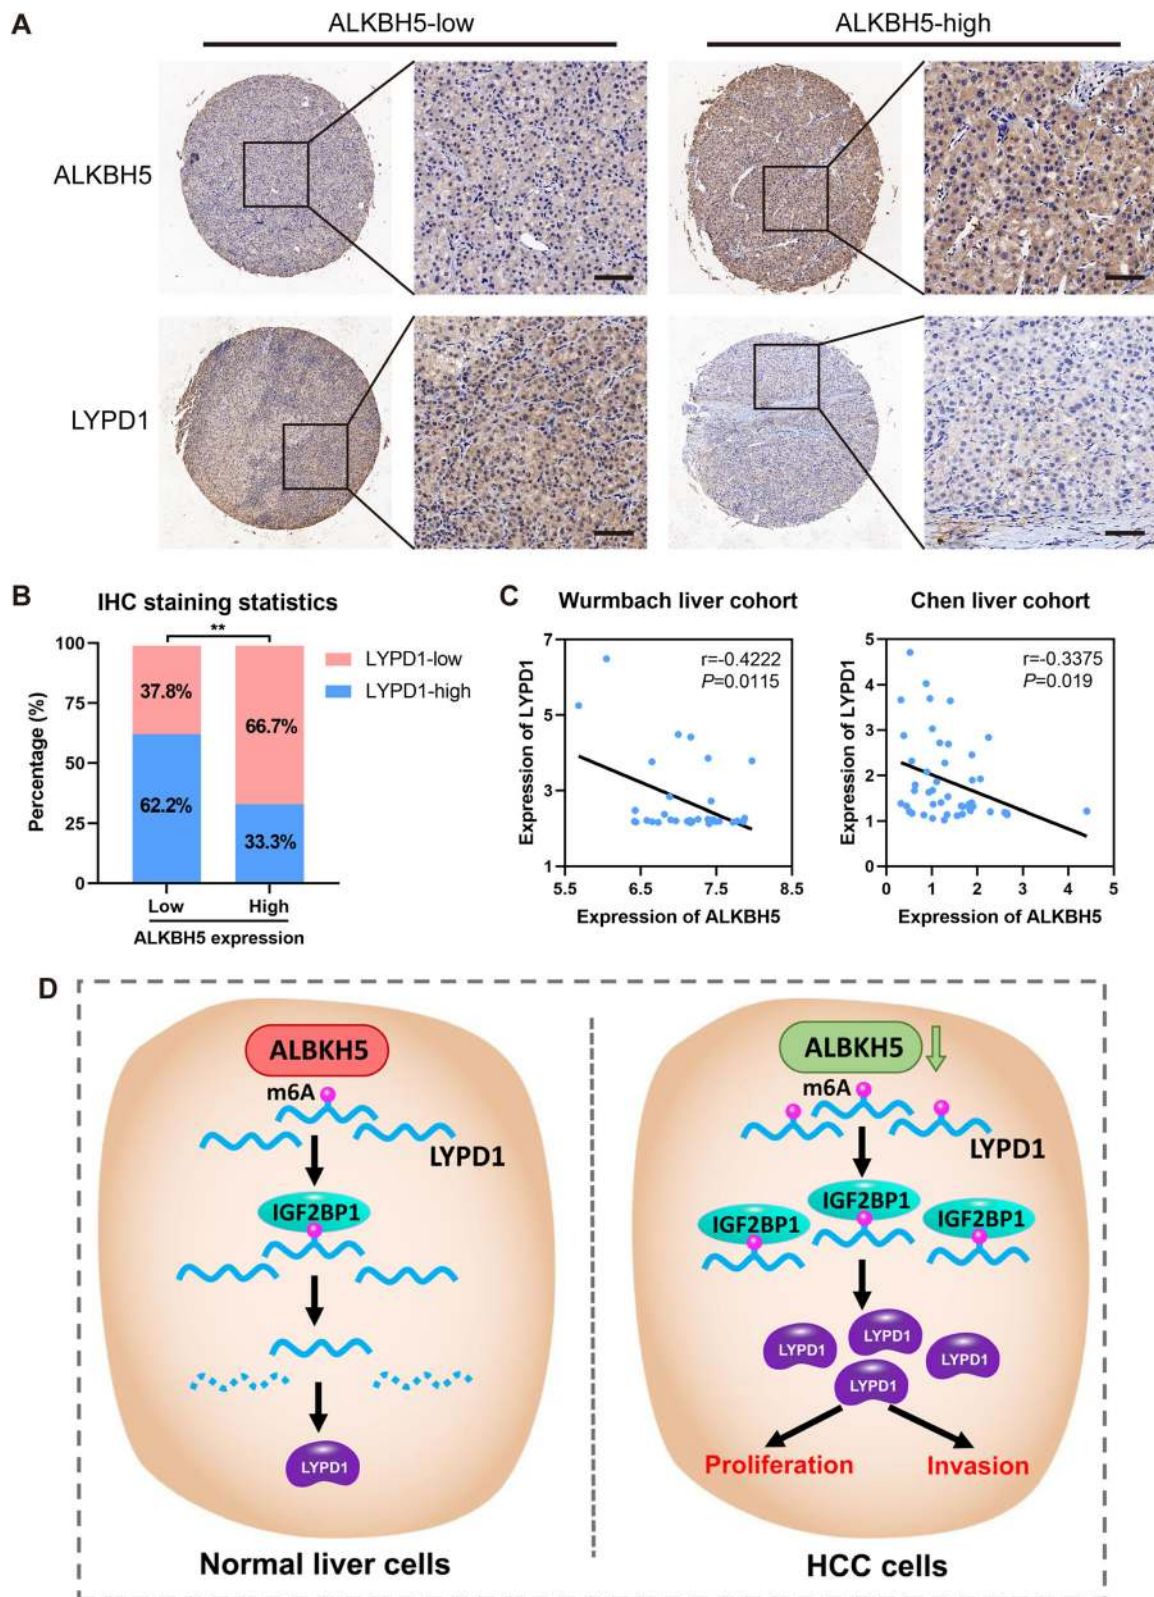 A
ALKBH5-low
ALKBH5-high
ALKBH5
LYPD1
B
IHC staining statistics
**
100
75
50
25
0
Percentage (%)
37.8%
62.2%
66.7%
33.3%
LYPD1-low
LYPD1-high
Low
High
ALKBH5 expression
C
Wurmbach liver cohort
r=-0.4222
P=0.0115
7
5
3
1
Expression of LYPD1
5.5
6.5
7.5
8.5
Expression of ALKBH5
Chen liver cohort
r=-0.3375
P=0.019
5
4
3
2
1
0
Expression of LYPD1
0
1
2
3
4
5
Expression of ALKBH5
D
ALBKH5
m6A
LYPD1
IGF2BP1
LYPD1
Normal liver cells
ALBKH5
m6A
LYPD1
IGF2BP1
IGF2BP1
IGF2BP1
LYPD1
LYPD1
LYPD1
LYPD1
Proliferation
Invasion
HCC cells